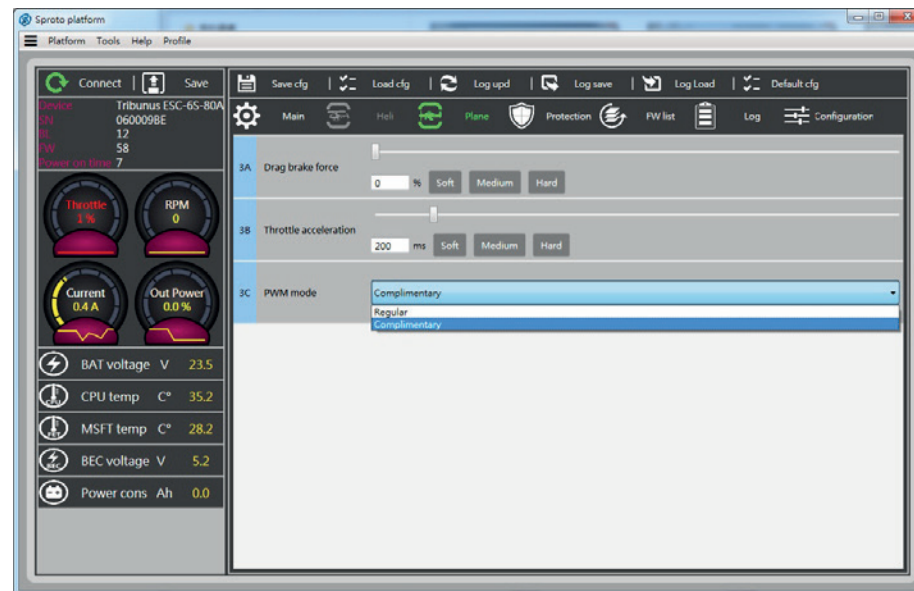 Sproto platform
Platform Tools Help Profile
Connect | Save
Save cfg | Load cfg | Log upd | Log save | Log Load | Default cfg
Device Tribunus ESC-6S-80A
SN 060009BE
BL 12
FW 58
Power on time 7
Main Heli Plane Protection FW list Log Configuration
Throttle
1 %
RPM
0
Current
0.4 A
Out Power
0.0 %
BAT voltage V 23.5
CPU temp C° 35.2
MSFT temp C° 28.2
BEC voltage V 5.2
Power cons Ah 0.0
3A Drag brake force
0 % Soft Medium Hard
3B Throttle acceleration
200 ms Soft Medium Hard
3C PWM mode Complimentary
Regular
Complimentary